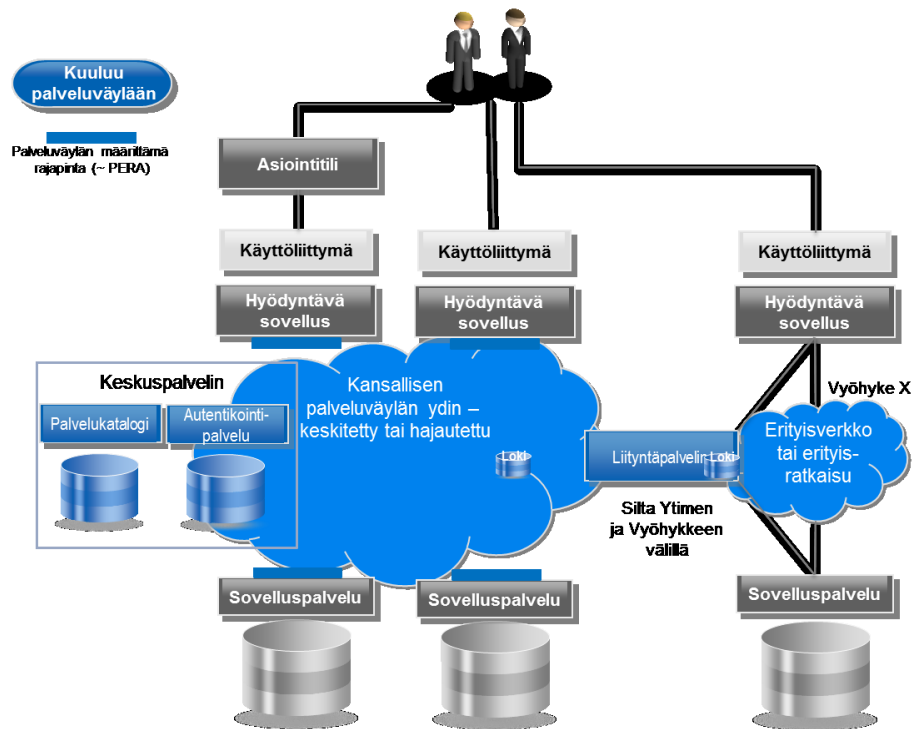 Kuuluu
palveluväylään
Palveluväylän määrittämä
rajapinta (~ PERA)
Asiointitili
Käyttöliittymä
Käyttöliittymä
Käyttöliittymä
Hyödyntävä
sovellus
Hyödyntävä
sovellus
Hyödyntävä
sovellus
Keskuspalvelin
Palvelukatalogi
Autentikointi-
palvelu
Kansallisen
palveluväylän ydin –
keskitetty tai hajautettu
Loki
Liityntäpalvelin
Loki
Vyöhyke X
Erityisverkko
tai erityis-
ratkaisu
Silta Ytimen
ja Vyöhykkeen
välillä
Sovelluspalvelu
Sovelluspalvelu
Sovelluspalvelu